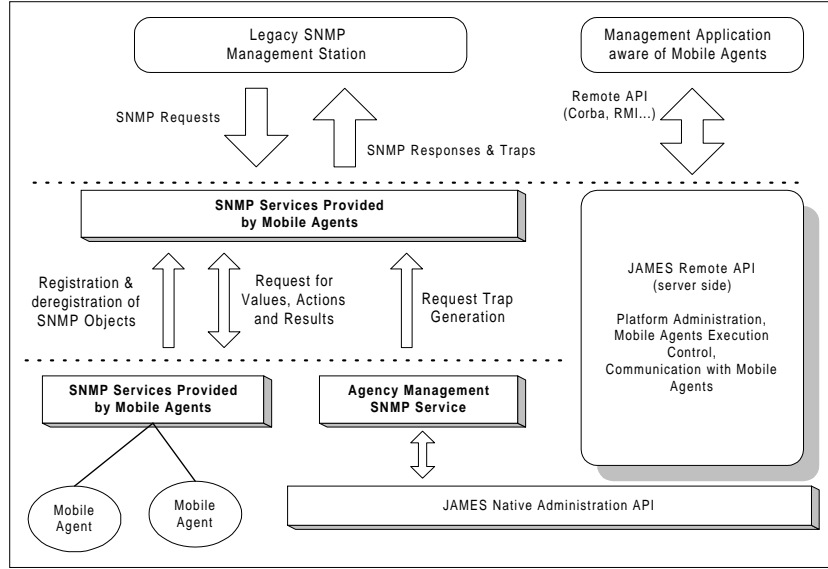 Legacy SNMP
Management Station
Management Application
aware of Mobile Agents
SNMP Requests
SNMP Responses & Traps
Remote API
(Corba, RMI...)
SNMP Services Provided
by Mobile Agents
Registration &
deregistration of
SNMP Objects
Request for
Values, Actions
and Results
Request Trap
Generation
JAMES Remote API
(server side)
Platform Administration,
Mobile Agents Execution
Control,
Communication with Mobile
Agents
SNMP Services Provided
by Mobile Agents
Agency Management
SNMP Service
Mobile
Agent
Mobile
Agent
JAMES Native Administration API